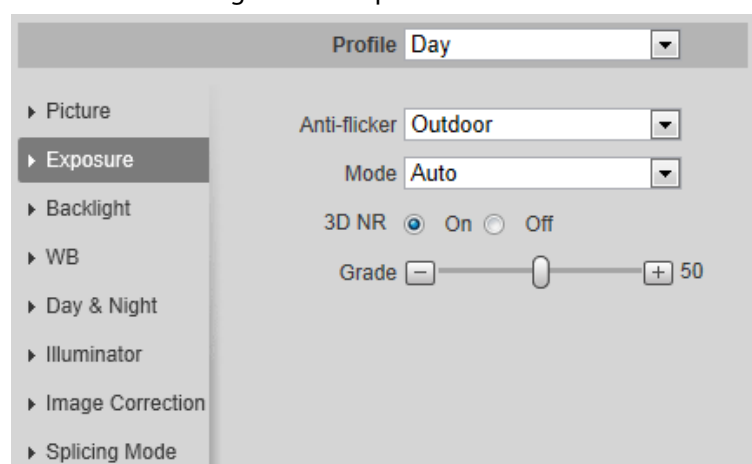 Profile Day
Picture
Exposure
Backlight
WB
Day & Night
Illuminator
Image Correction
Splicing Mode
Anti-flicker Outdoor
Mode Auto
3D NR On Off
Grade 50